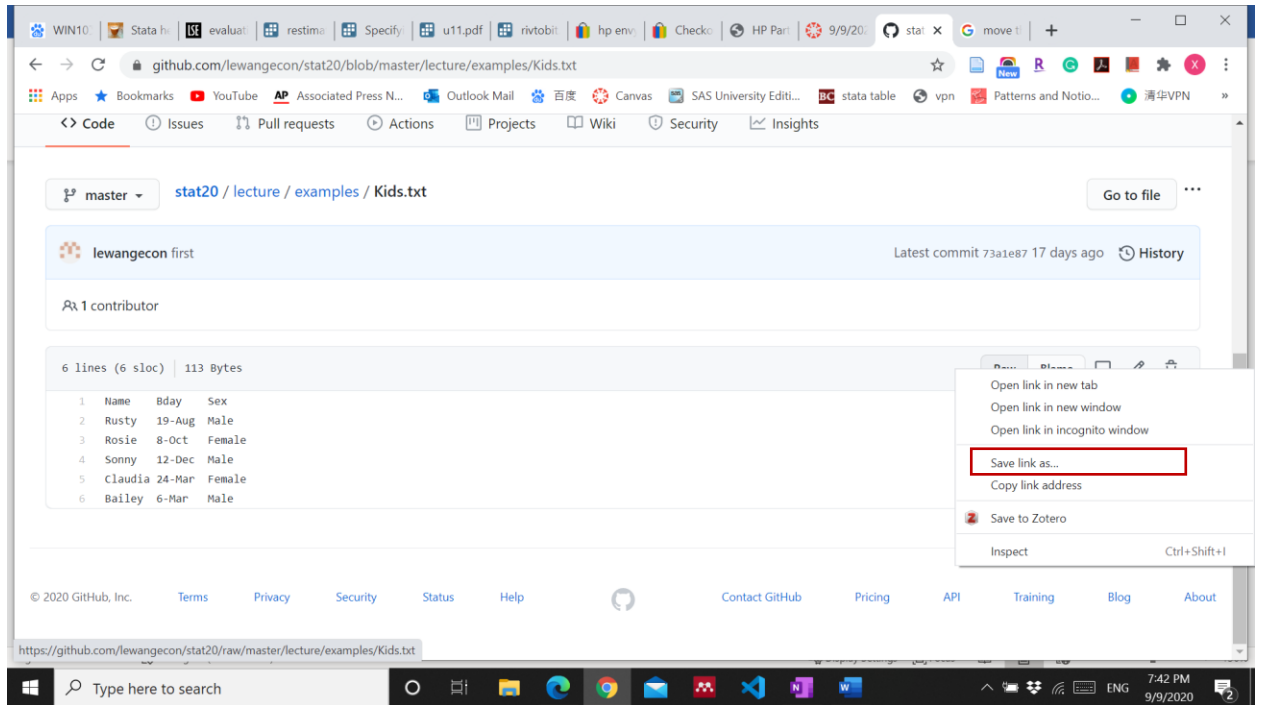 WIN10 Stata he evaluati restima Specify u11.pdf rivtobit hp env Checko HP Part 9/9/202 stat move t
github.com/lewangecon/stat20/blob/master/lecture/examples/Kids.txt New R X
Apps Bookmarks YouTube AP Associated Press N... Outlook Mail 百度 Canvas SAS University Editi... BC stata table vpn Patterns and Notio... 清华VPN »
<> Code Issues Pull requests Actions Projects Wiki Security Insights
master stat20 / lecture / examples / Kids.txt Go to file ...
lewangecon first Latest commit 73a1e87 17 days ago History
1 contributor
6 lines (6 sloc) 113 Bytes Raw Blame
1 Name Bday Sex
2 Rusty 19-Aug Male
3 Rosie 8-Oct Female
4 Sonny 12-Dec Male
5 Claudia 24-Mar Female
6 Bailey 6-Mar Male
Open link in new tab
Open link in new window
Open link in incognito window
Save link as...
Copy link address
Z Save to Zotero
Inspect Ctrl+Shift+I
© 2020 GitHub, Inc. Terms Privacy Security Status Help Contact GitHub Pricing API Training Blog About
https://github.com/lewangecon/stat20/raw/master/lecture/examples/Kids.txt
Type here to search ENG 7:42 PM
9/9/2020 2